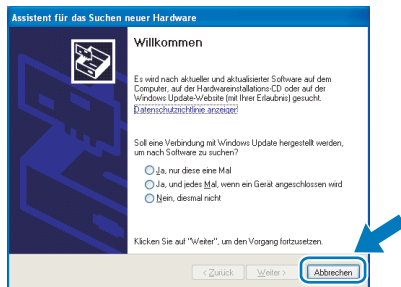 Assistent für das Suchen neuer Hardware
Willkommen
Es wird nach aktueller und aktualisierter Software auf dem
Computer, auf der Hardwareinstallations-CD oder auf der
Windows Update-Website (mit Ihrer Erlaubnis) gesucht.
Datenschutzrichtlinie anzeigen
Soll eine Verbindung mit Windows Update hergestellt werden,
um nach Software zu suchen?
Ja, nur diese eine Mal
Ja, und jedes Mal, wenn ein Gerät angeschlossen wird
Nein, diesmal nicht
Klicken Sie auf "Weiter", um den Vorgang fortzusetzen.
< Zurück Weiter > Abbrechen